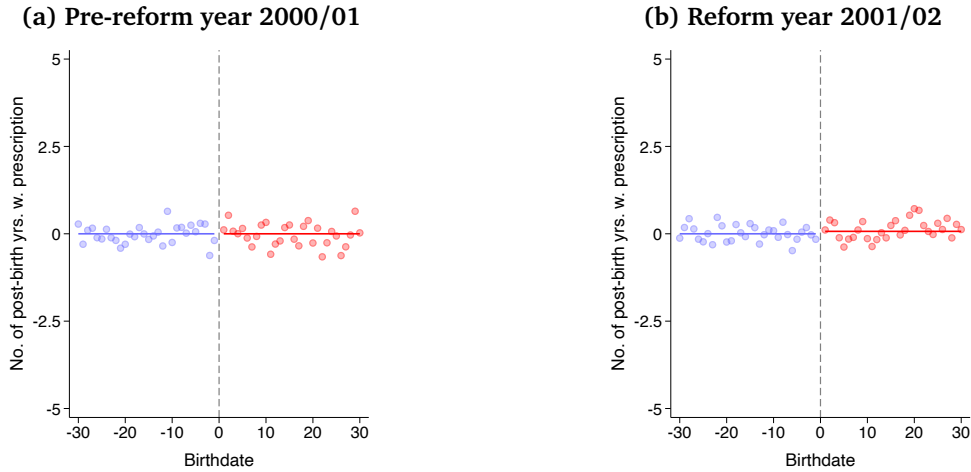 (a) Pre-reform year 2000/01
No. of post-birth yrs. w. prescription
5
2.5
0
-2.5
-5
-30 -20 -10 0 10 20 30
Birthdate
(b) Reform year 2001/02
No. of post-birth yrs. w. prescription
5
2.5
0
-2.5
-5
-30 -20 -10 0 10 20 30
Birthdate